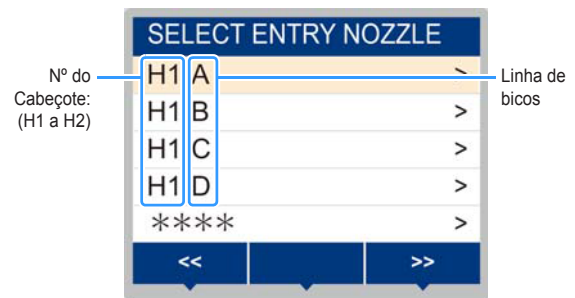 SELECT ENTRY NOZZLE
Nº do
Cabeçote:
(H1 a H2)
H1 A >
H1 B >
H1 C >
H1 D >
**** >
Linha de
bicos
<< >>